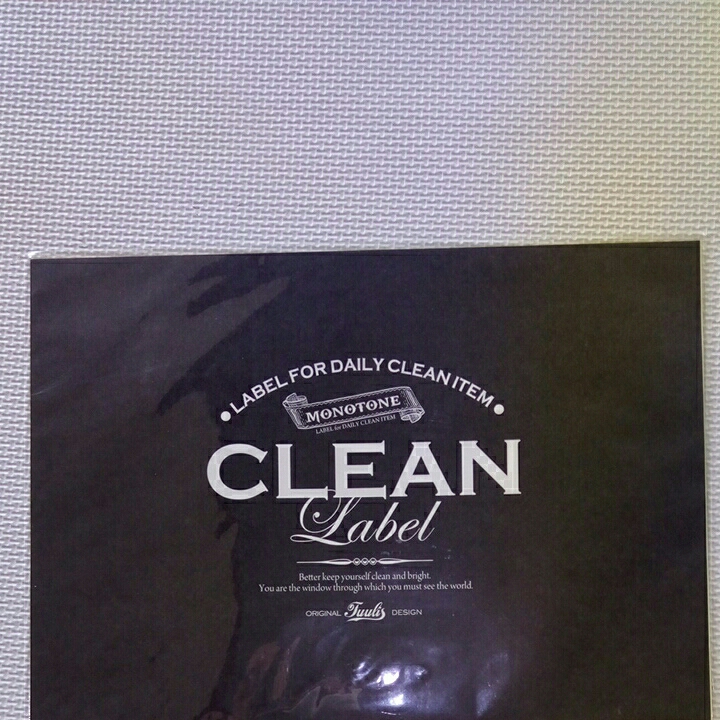 • LABEL FOR DAILY CLEAN ITEM •
MONOTONE
LABEL for DAILY CLEAN ITEM
CLEAN
Label
Better keep yourself clean and bright.
You are the window through which you must see the world.
ORIGINAL Tuulis DESIGN